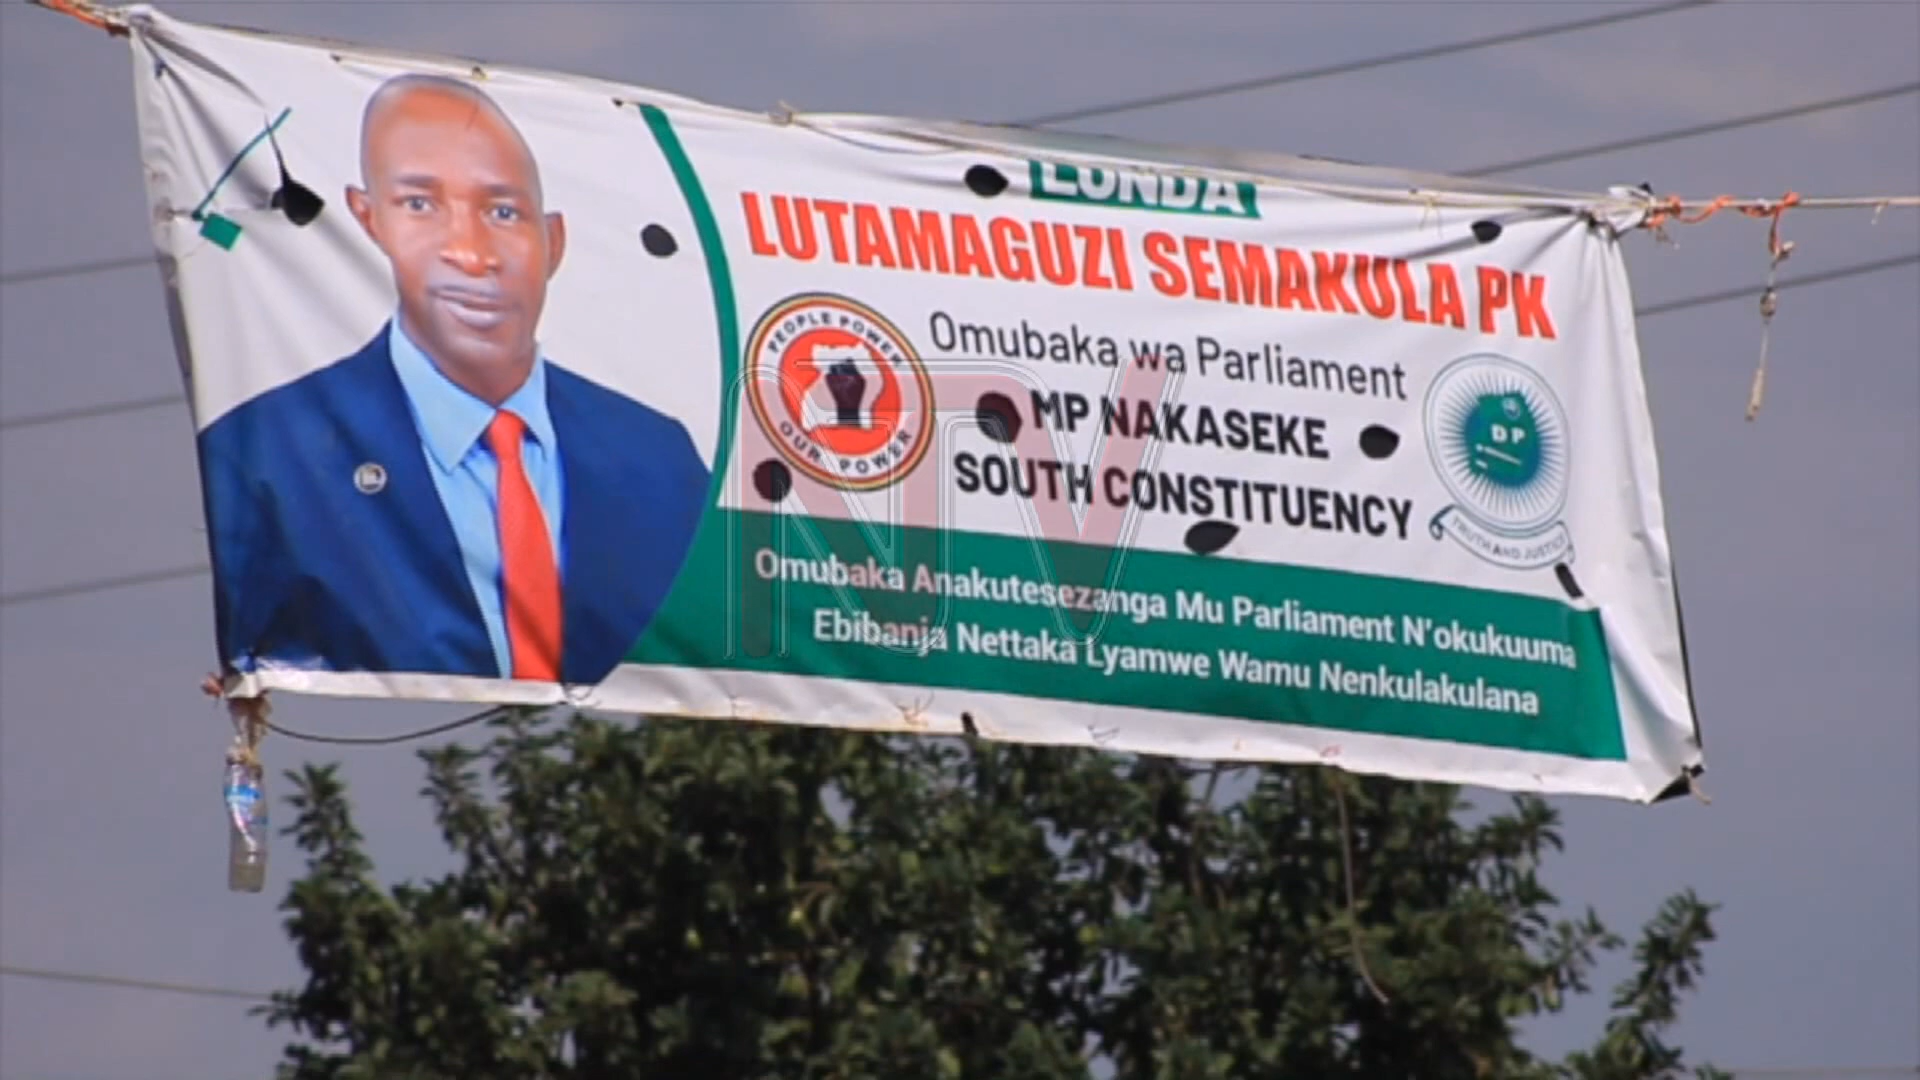 LONDA
LUTAMAGUZI SEMAKULA PK
PEOPLE POWER
OUR POWER
Omubaka wa Parliament
MP NAKASEKE
SOUTH CONSTITUENCY
DP
TRUTH AND JUSTICE
NTV
Omubaka Anakutesezanga Mu Parliament N'okukuuma
Ebibanja Nettaka Lyamwe Wamu Nenkulakulana